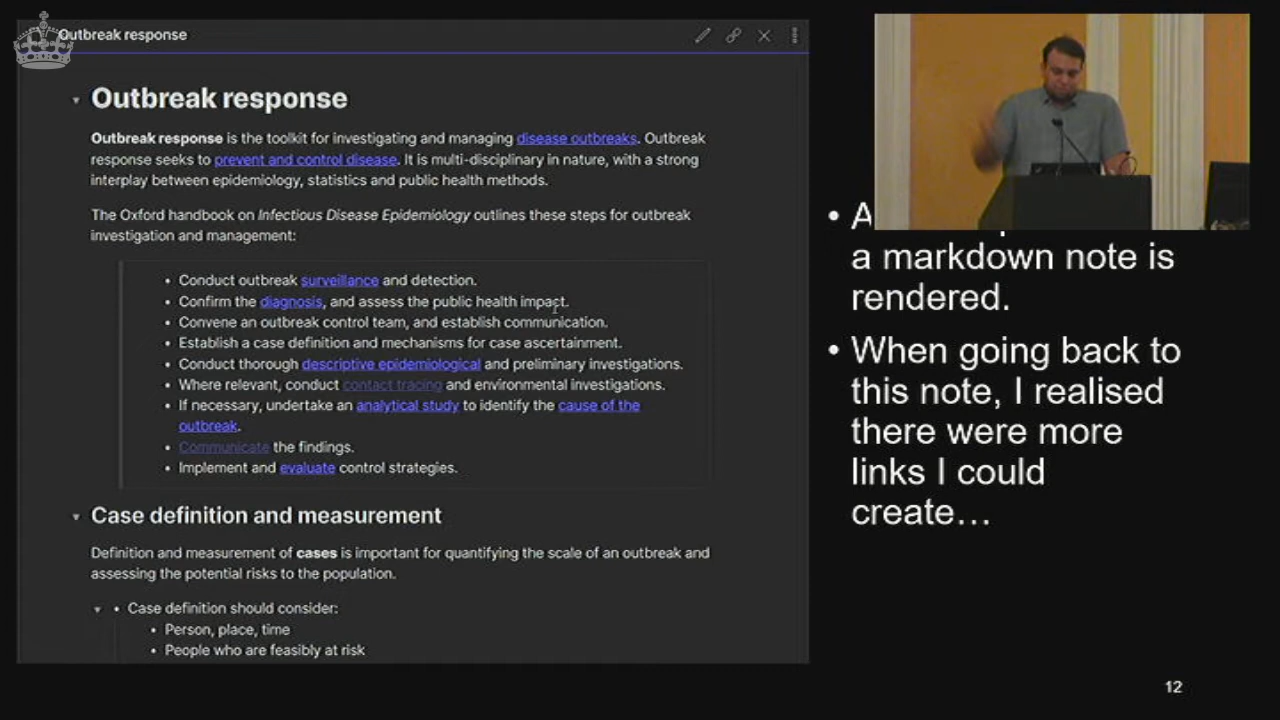 Outbreak response
Outbreak response
Outbreak response is the toolkit for investigating and managing disease outbreaks. Outbreak
response seeks to prevent and control disease. It is multi-disciplinary in nature, with a strong
interplay between epidemiology, statistics and public health methods.
The Oxford handbook on Infectious Disease Epidemiology outlines these steps for outbreak
investigation and management:
• Conduct outbreak surveillance and detection.
• Confirm the diagnosis, and assess the public health impact.
• Convene an outbreak control team, and establish communication.
• Establish a case definition and mechanisms for case ascertainment.
• Conduct thorough descriptive epidemiological and preliminary investigations.
• Where relevant, conduct contact tracing and environmental investigations.
• If necessary, undertake an analytical study to identify the cause of the
outbreak.
• Communicate the findings.
• Implement and evaluate control strategies.
Case definition and measurement
Definition and measurement of cases is important for quantifying the scale of an outbreak and
assessing the potential risks to the population.
• Case definition should consider:
• Person, place, time
• People who are feasibly at risk
a markdown note is
rendered.
• When going back to
this note, I realised
there were more
links I could
create…
12